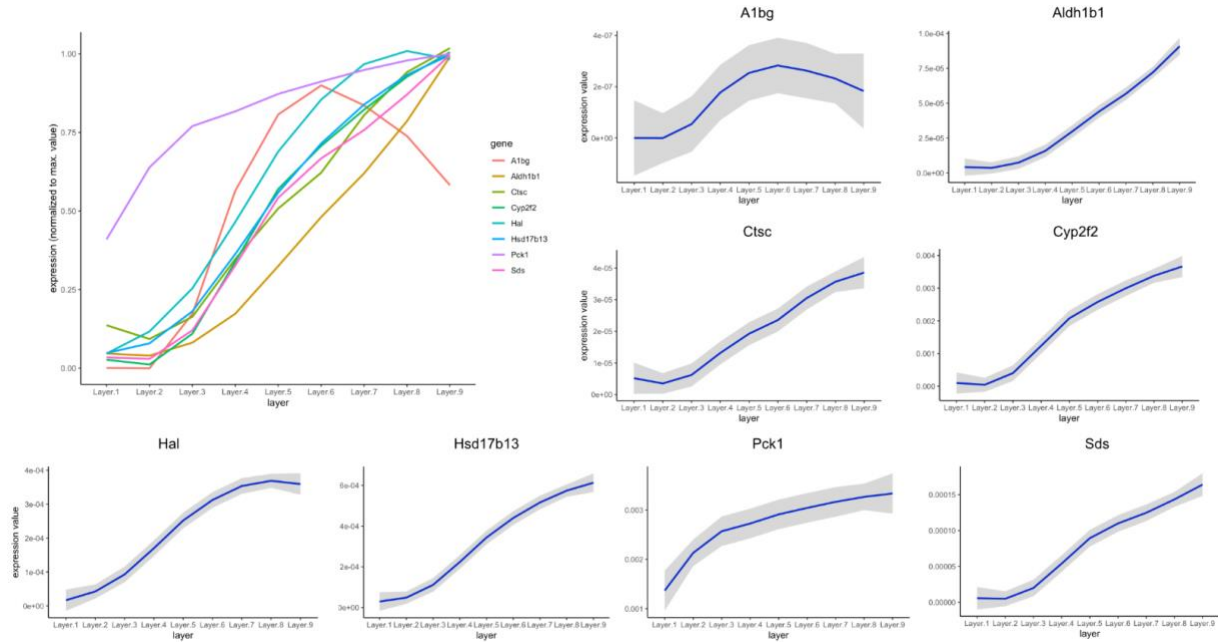 expression (normalized to max. value)
1.00
0.75
0.50
0.25
0.00
Layer.1 Layer.2 Layer.3 Layer.4 Layer.5 Layer.6 Layer.7 Layer.8 Layer.9
layer
gene
A1bg
Aldh1b1
Ctsc
Cyp2f2
Hal
Hsd17b13
Pck1
Sds
A1bg
expression value
4e-07
2e-07
0e+00
Layer.1 Layer.2 Layer.3 Layer.4 Layer.5 Layer.6 Layer.7 Layer.8 Layer.9
layer
Aldh1b1
1.0e-04
7.5e-05
5.0e-05
2.5e-05
0.0e+00
Layer.1 Layer.2 Layer.3 Layer.4 Layer.5 Layer.6 Layer.7 Layer.8 Layer.9
layer
Ctsc
expression value
4e-05
3e-05
2e-05
1e-05
0e+00
Layer.1 Layer.2 Layer.3 Layer.4 Layer.5 Layer.6 Layer.7 Layer.8 Layer.9
layer
Cyp2f2
0.004
0.003
0.002
0.001
0.000
Layer.1 Layer.2 Layer.3 Layer.4 Layer.5 Layer.6 Layer.7 Layer.8 Layer.9
layer
Hal
expression value
4e-04
3e-04
2e-04
1e-04
0e+00
Layer.1 Layer.2 Layer.3 Layer.4 Layer.5 Layer.6 Layer.7 Layer.8 Layer.9
layer
Hsd17b13
6e-04
4e-04
2e-04
0e+00
Layer.1 Layer.2 Layer.3 Layer.4 Layer.5 Layer.6 Layer.7 Layer.8 Layer.9
layer
Pck1
0.003
0.002
0.001
Layer.1 Layer.2 Layer.3 Layer.4 Layer.5 Layer.6 Layer.7 Layer.8 Layer.9
layer
Sds
0.00015
0.00010
0.00005
0.00000
Layer.1 Layer.2 Layer.3 Layer.4 Layer.5 Layer.6 Layer.7 Layer.8 Layer.9
layer